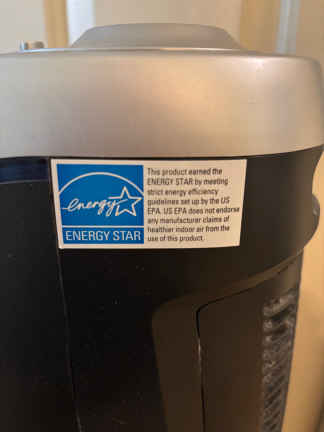 energy
ENERGY STAR
This product earned the
ENERGY STAR by meeting
strict energy efficiency
guidelines set up by the US
EPA. US EPA does not endorse
any manufacturer claims of
healthier indoor air from the
use of this product.